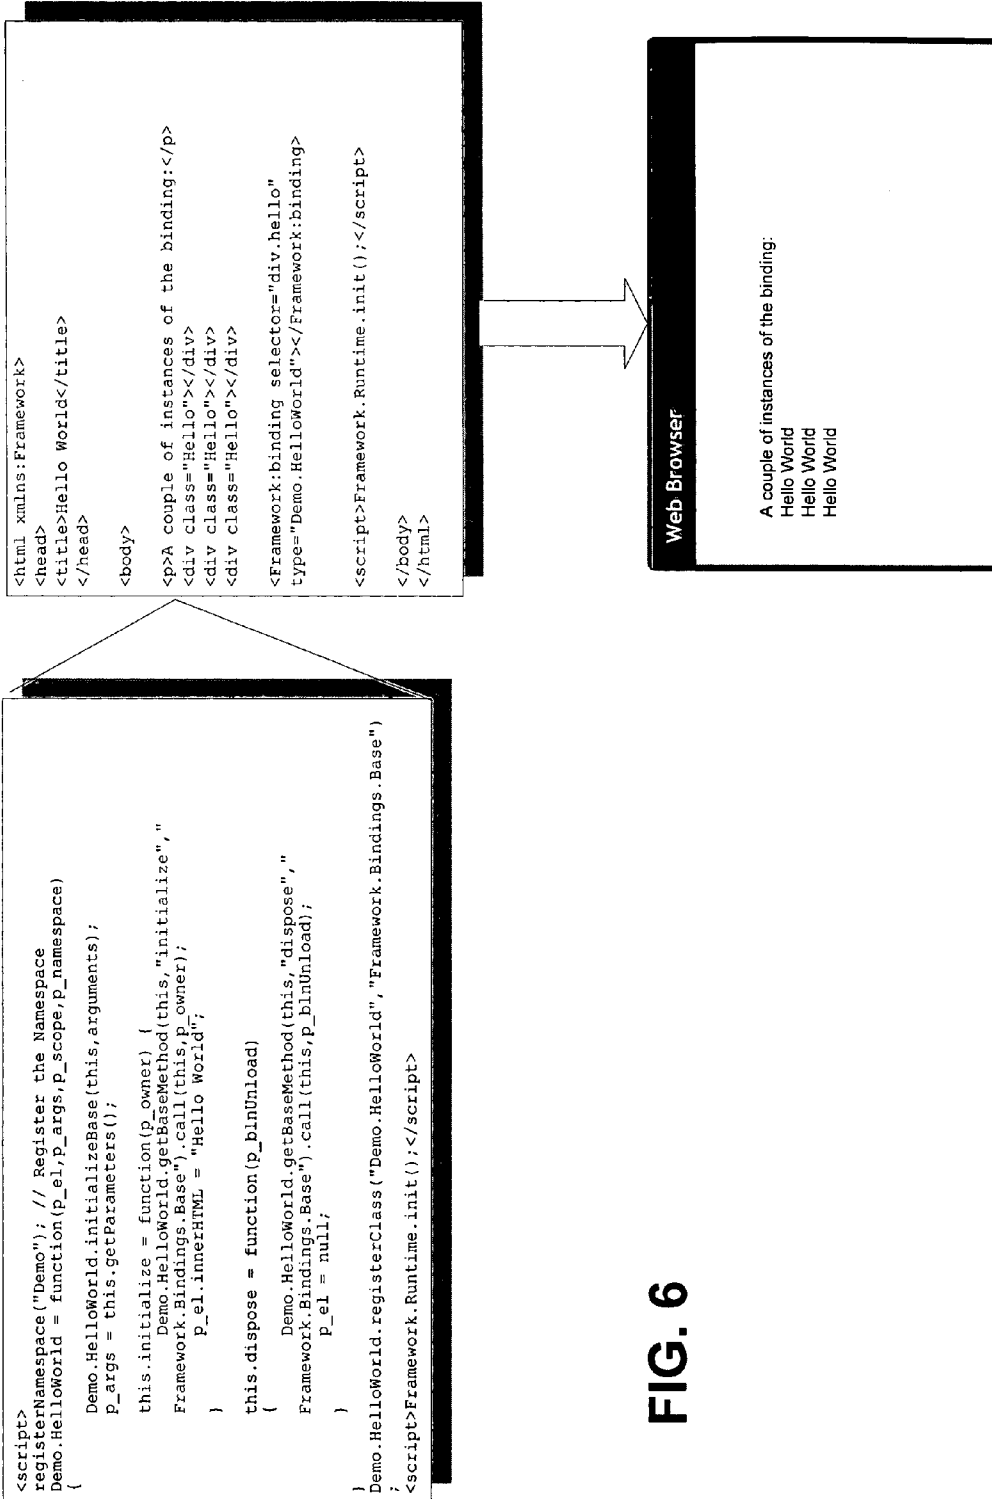 <script>
registerNamespace("Demo"); // Register the Namespace
Demo.HelloWorld = function(p_el,p_args,p_scope,p_namespace)
{
Demo.HelloWorld.initializeBase(this,arguments);
p_args = this.getParameters();
this.initialize = function(p_owner) {
Demo.HelloWorld.getBaseMethod(this,"initialize","
Framework.Bindings.Base").call(this,p_owner);
p_el.innerHTML = "Hello World";
}
this.dispose = function(p_blnUnload)
{
Demo.HelloWorld.getBaseMethod(this,"dispose","
Framework.Bindings.Base").call(this,p_blnUnload);
p_el = null;
}
}
Demo.HelloWorld.registerClass("Demo.HelloWorld","Framework.Bindings.Base")
;
<script>Framework.Runtime.init();</script>
<html xmlns:Framework>
<head>
<title>Hello World</title>
</head>
<body>
<p>A couple of instances of the binding:</p>
<div class="Hello"></div>
<div class="Hello"></div>
<div class="Hello"></div>
<Framework:binding selector="div.hello"
type="Demo.HelloWorld"></Framework:binding>
<script>Framework.Runtime.init();</script>
</body>
</html>
Web Browser
A couple of instances of the binding:
Hello World
Hello World
Hello World
FIG. 6